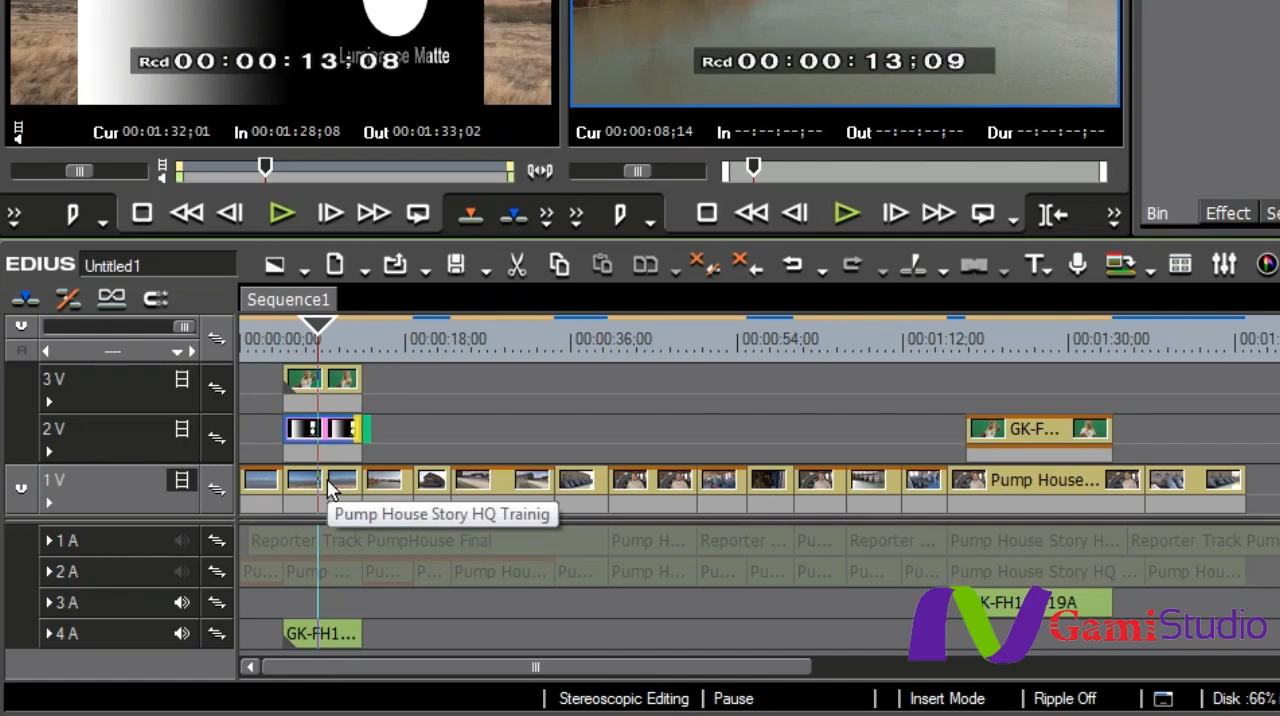 Luminance Matte
Rcd 00:00:13;08
Rcd 00:00:13;09
Cur 00:01:32;01 In 00:01:28;08 Out 00:01:33;02
Cur 00:00:08;14 In --:--:--;-- Out --:--:--;-- Dur --:--:--;--
Bin Effect Se
EDIUS Untitled1
Sequence1
00:00:00;00 00:00:18;00 00:00:36;00 00:00:54;00 00:01:12;00 00:01:30;00 00:01:
3 V
2 V GK-F...
1 V Pump House...
Pump House Story HQ Trainig
1 A Reporter Track PumpHouse Final Pump H... Reporter ... Pu... Reporter ... Pump House Story H... Reporter Track Pum
2 A Pu... Pump ... Pu... P... Pump Hou... Pu... Pump H... Pu... Pu... Pu... Pu... Pump House Story HQ ... Pump Hou...
3 A GK-FH1 19A
4 A GK-FH1...
GamiStudio
Stereoscopic Editing Pause Insert Mode Ripple Off Disk :66%